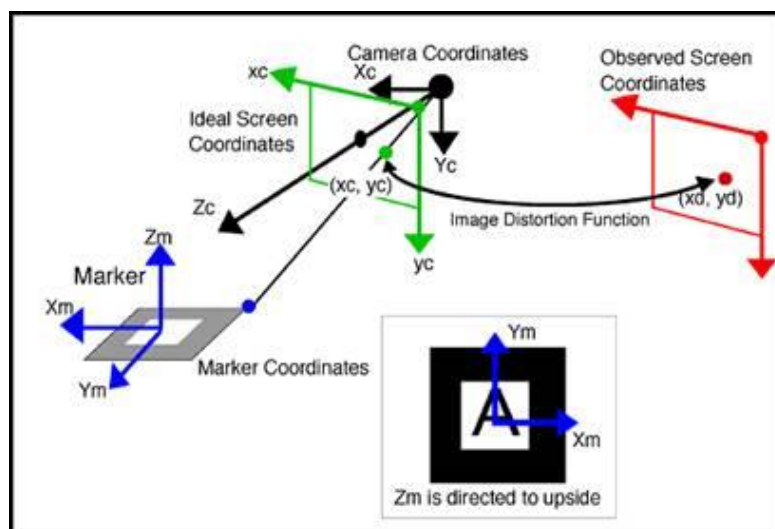 Camera Coordinates
xc
Xc
Observed Screen
Coordinates
Ideal Screen
Coordinates
Yc
(xc, yc)
(xd, yd)
Zc
Image Distortion Function
Zm
yc
Marker
Xm
Ym
Marker Coordinates
Ym
A
Xm
Zm is directed to upside